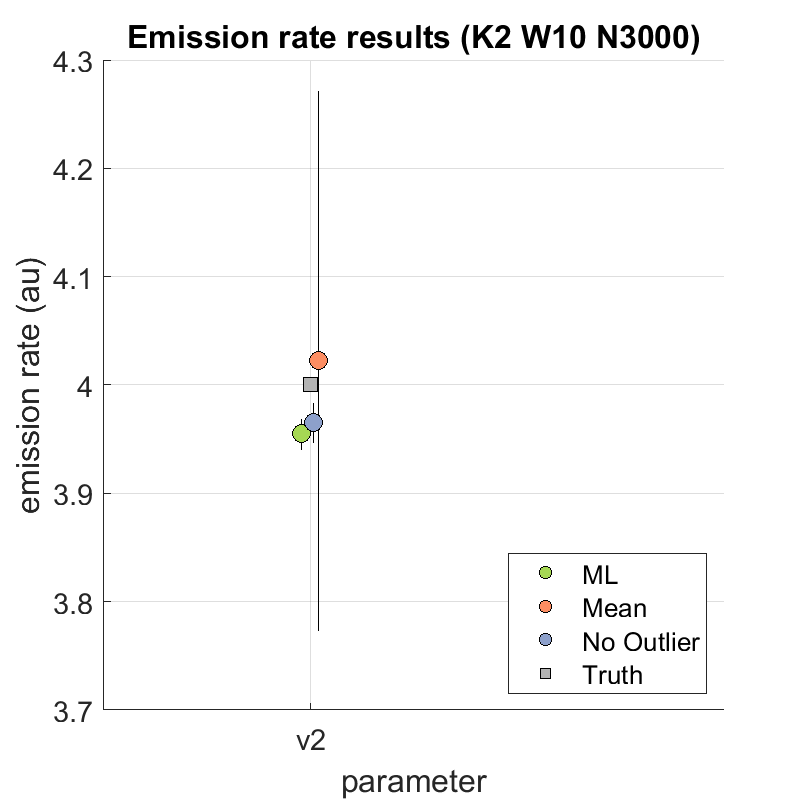 Emission rate results (K2 W10 N3000)
4.3
4.2
4.1
4
3.9
3.8
3.7
emission rate (au)
v2
parameter
ML
Mean
No Outlier
Truth